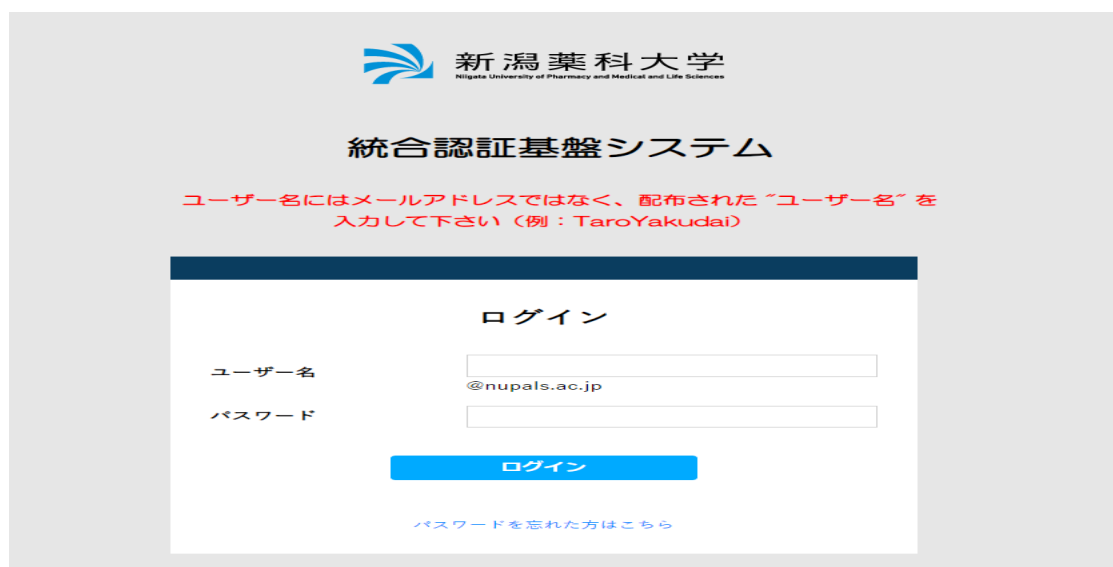 新潟薬科大学
Niigata University of Pharmacy and Medical and Life Sciences
統合認証基盤システム
ユーザー名にはメールアドレスではなく、配布された ″ユーザー名″ を
入力して下さい（例：TaroYakudai）
ログイン
ユーザー名
@nupals.ac.jp
パスワード
ログイン
パスワードを忘れた方はこちら